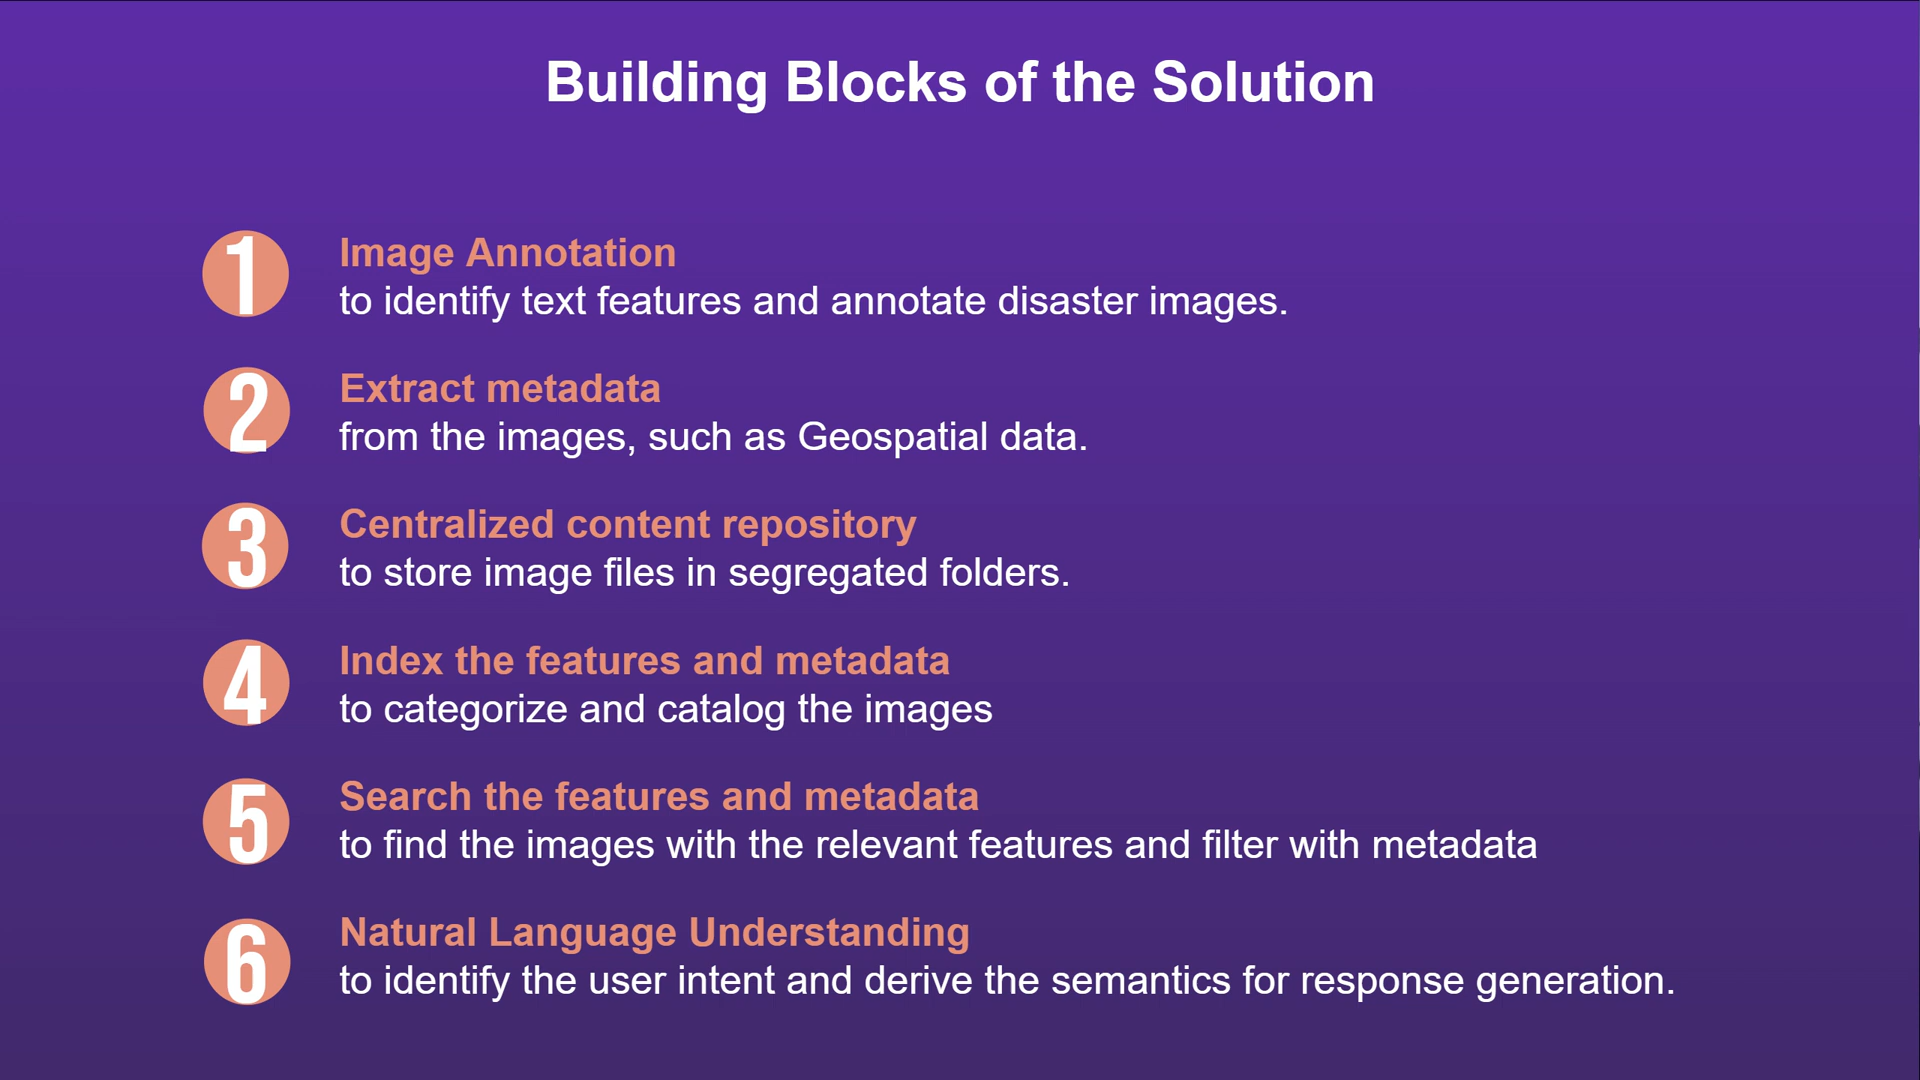 Building Blocks of the Solution
1
Image Annotation
to identify text features and annotate disaster images.
2
Extract metadata
from the images, such as Geospatial data.
3
Centralized content repository
to store image files in segregated folders.
4
Index the features and metadata
to categorize and catalog the images
5
Search the features and metadata
to find the images with the relevant features and filter with metadata
6
Natural Language Understanding
to identify the user intent and derive the semantics for response generation.